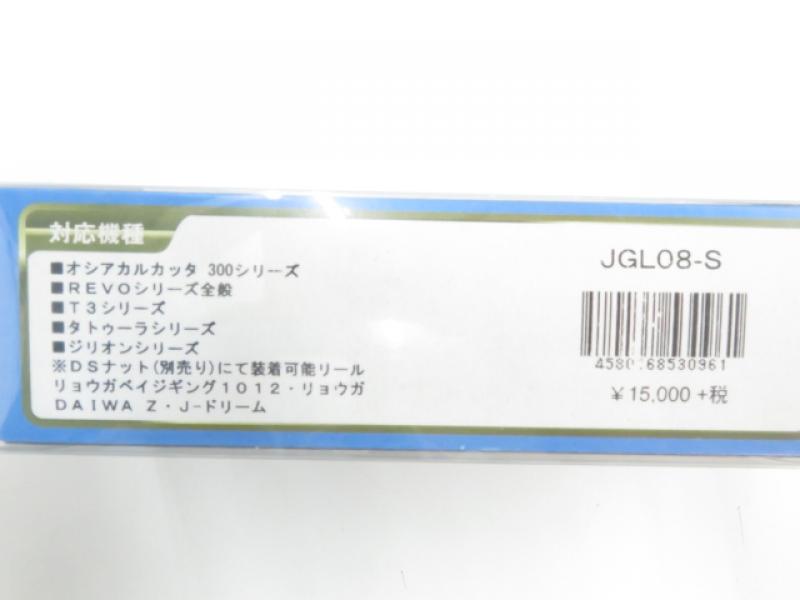 対応機種
■オシアカルカッタ 300シリーズ
■REVOシリーズ全般
■T3シリーズ
■タトゥーラシリーズ
■ジリオンシリーズ
※DSナット(別売り)にて装着可能リール
リョウガベイジギング1012・リョウガ
DAIWA Z・J-ドリーム
JGL08-S
4580168530961
¥15,000 +税